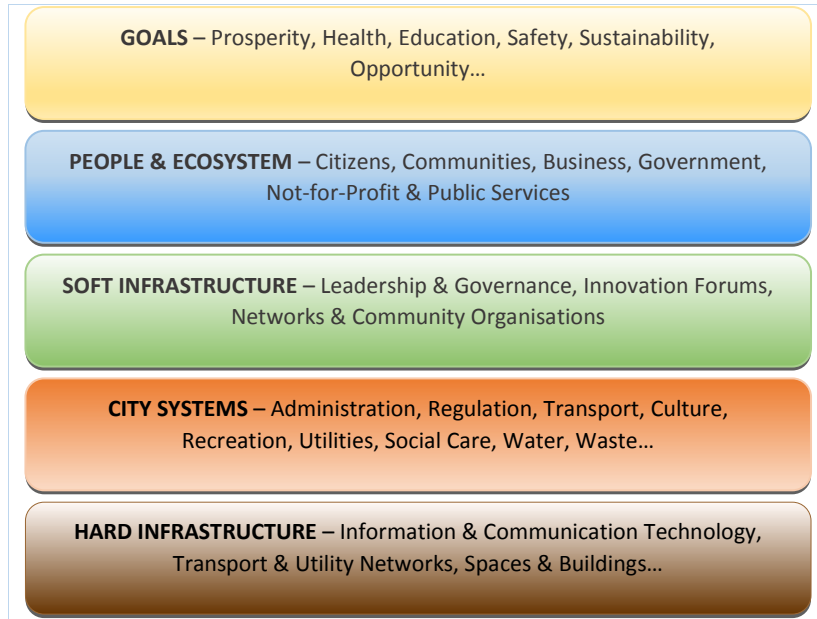 GOALS – Prosperity, Health, Education, Safety, Sustainability,
Opportunity…
PEOPLE & ECOSYSTEM – Citizens, Communities, Business, Government,
Not-for-Profit & Public Services
SOFT INFRASTRUCTURE – Leadership & Governance, Innovation Forums,
Networks & Community Organisations
CITY SYSTEMS – Administration, Regulation, Transport, Culture,
Recreation, Utilities, Social Care, Water, Waste…
HARD INFRASTRUCTURE – Information & Communication Technology,
Transport & Utility Networks, Spaces & Buildings…